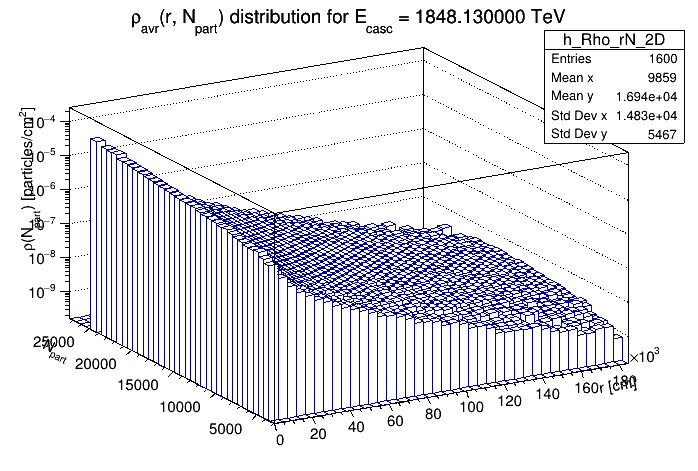 ρavr(r, Npart) distribution for Ecasc = 1848.130000 TeV
h_Rho_rN_2D
Entries 1600
Mean x 9859
Mean y 1.694e+04
Std Dev x 1.483e+04
Std Dev y 5467
ρ(Npart) [particles/cm²]
10⁻⁴
10⁻⁵
10⁻⁶
10⁻⁷
10⁻⁸
10⁻⁹
25000
20000
15000
10000
5000
Npart
0
20
40
60
80
100
120
140
160
180
×10³
r [cm]